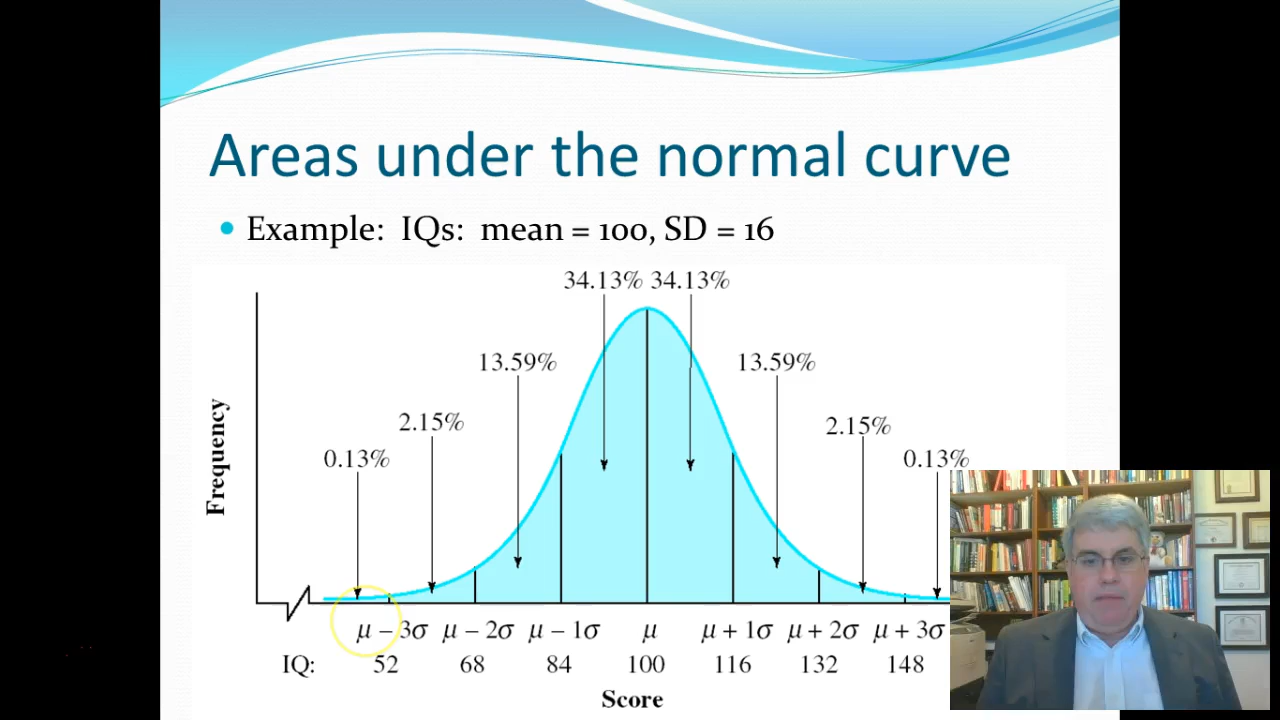 Areas under the normal curve
• Example: IQs: mean = 100, SD = 16
34.13% 34.13%
13.59% 13.59%
2.15% 2.15%
0.13% 0.13%
Frequency
μ − 3σ μ − 2σ μ − 1σ μ μ + 1σ μ + 2σ μ + 3σ
IQ: 52 68 84 100 116 132 148
Score